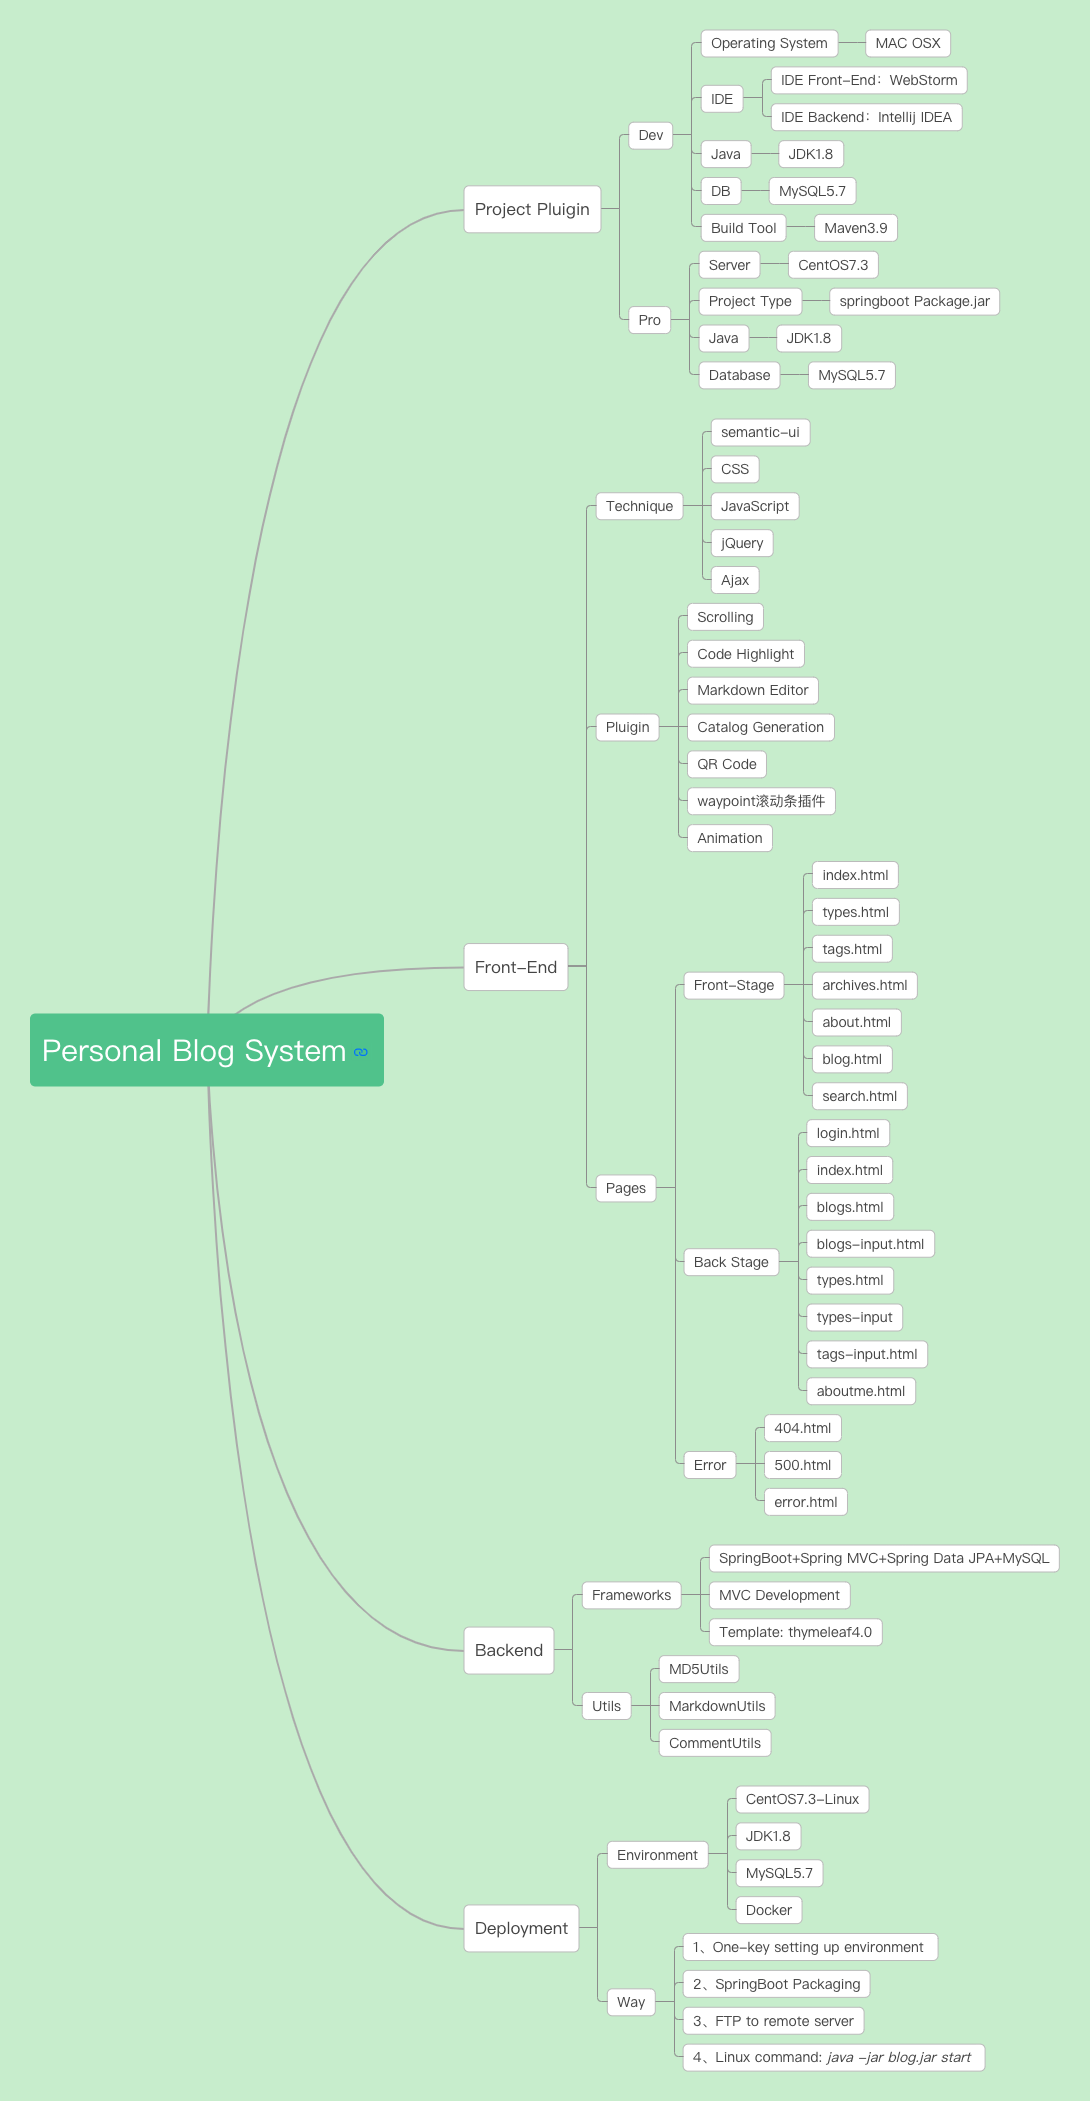 Personal Blog System
Project Pluigin
Dev
Operating System
MAC OSX
IDE
IDE Front-End：WebStorm
IDE Backend：Intellij IDEA
Java
JDK1.8
DB
MySQL5.7
Build Tool
Maven3.9
Pro
Server
CentOS7.3
Project Type
springboot Package.jar
Java
JDK1.8
Database
MySQL5.7
Front-End
Technique
semantic-ui
CSS
JavaScript
jQuery
Ajax
Pluigin
Scrolling
Code Highlight
Markdown Editor
Catalog Generation
QR Code
waypoint滚动条插件
Animation
Pages
Front-Stage
index.html
types.html
tags.html
archives.html
about.html
blog.html
search.html
Back Stage
login.html
index.html
blogs.html
blogs-input.html
types.html
types-input
tags-input.html
aboutme.html
Error
404.html
500.html
error.html
Backend
Frameworks
SpringBoot+Spring MVC+Spring Data JPA+MySQL
MVC Development
Template: thymeleaf4.0
Utils
MD5Utils
MarkdownUtils
CommentUtils
Deployment
Environment
CentOS7.3-Linux
JDK1.8
MySQL5.7
Docker
Way
1、One-key setting up environment
2、SpringBoot Packaging
3、FTP to remote server
4、Linux command: java -jar blog.jar start